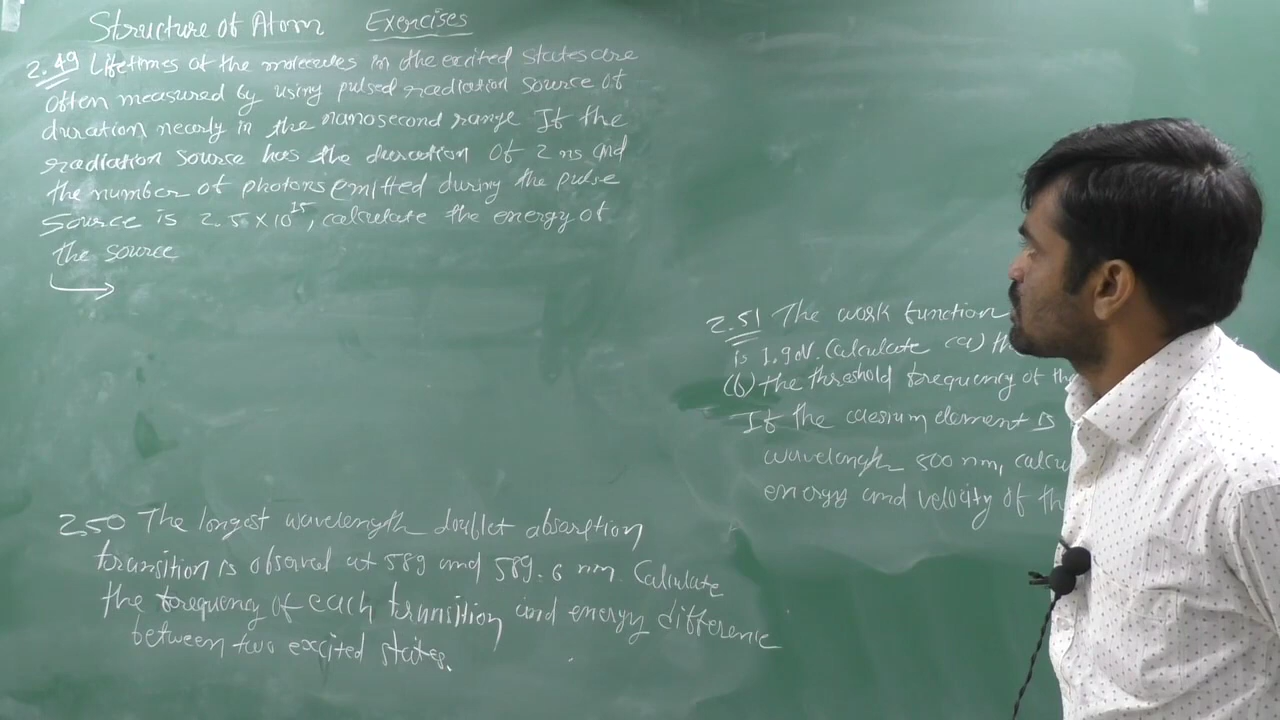 Structure of Atom Exercises
2.49 Lifetimes of the molecules in the excited states are
often measured by using pulsed radiation source of
duration nearly in the nanosecond range If the
radiation source has the duration of 2 ns and
the number of photons emitted during the pulse
source is 2.5 × 10¹⁵, calculate the energy of
the source
2.50 The longest wavelength doublet absorption
transition is observed at 589 and 589.6 nm. Calculate
the frequency of each transition and energy difference
between two excited states.
2.51 The work function
is 1.9 eV. Calculate (a) th
(b) the threshold frequency of the
If the caesium element is
wavelength 500 nm, calcu
energy and velocity of th